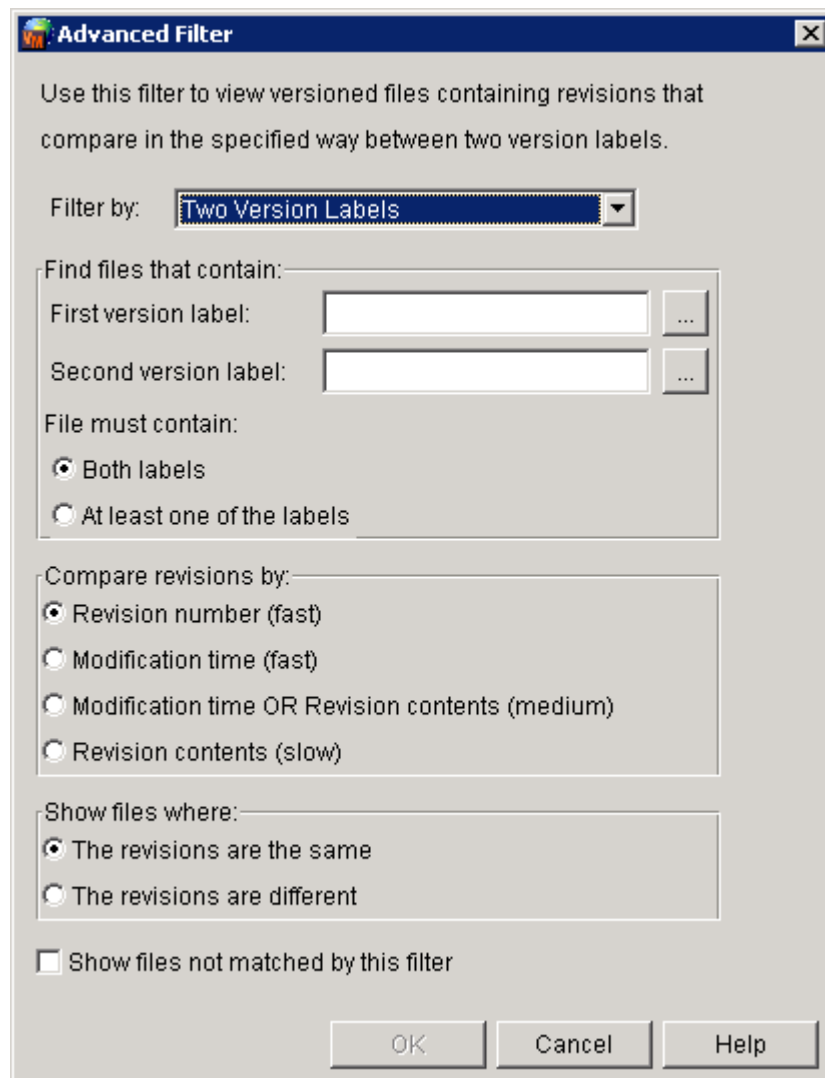 Advanced Filter
Use this filter to view versioned files containing revisions that
compare in the specified way between two version labels.
Filter by: Two Version Labels
Find files that contain:
First version label: ...
Second version label: ...
File must contain:
Both labels
At least one of the labels
Compare revisions by:
Revision number (fast)
Modification time (fast)
Modification time OR Revision contents (medium)
Revision contents (slow)
Show files where:
The revisions are the same
The revisions are different
Show files not matched by this filter
OK Cancel Help